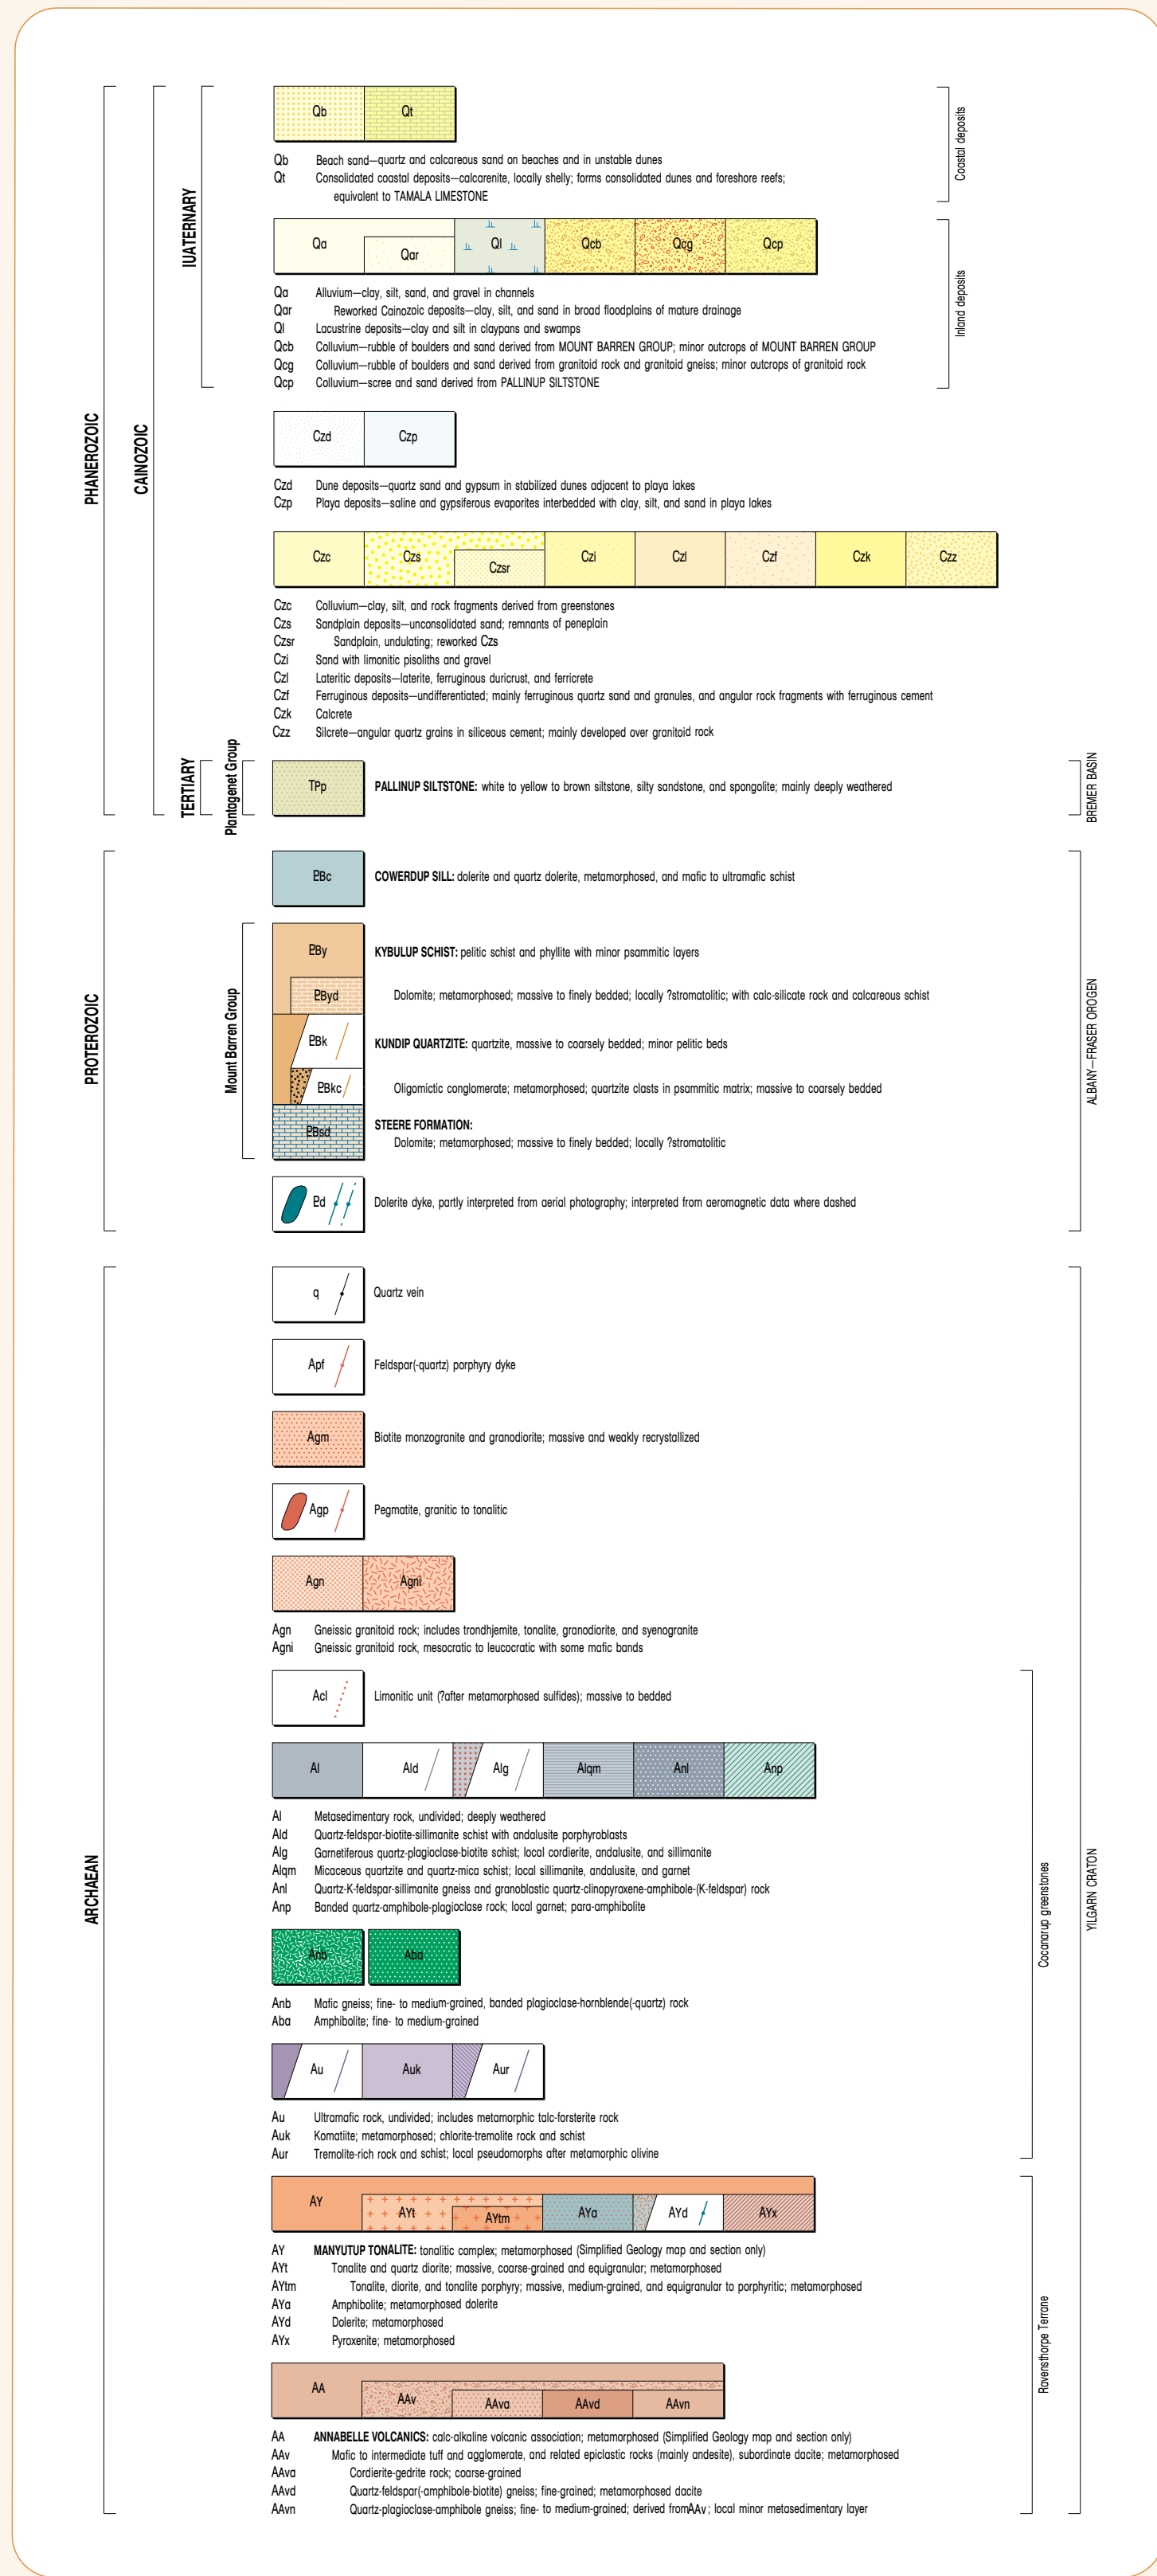 PHANEROZOIC
CAINOZOIC
IUATERNARY
Coastal deposits
Qb Qt
Qb Beach sand—quartz and calcareous sand on beaches and in unstable dunes
Qt Consolidated coastal deposits—calcarenite, locally shelly; forms consolidated dunes and foreshore reefs;
equivalent to TAMALA LIMESTONE
Inland deposits
Qa Qar Ql Qcb Qcg Qcp
Qa Alluvium—clay, silt, sand, and gravel in channels
Qar Reworked Cainozoic deposits—clay, silt, and sand in broad floodplains of mature drainage
Ql Lacustrine deposits—clay and silt in claypans and swamps
Qcb Colluvium—rubble of boulders and sand derived from MOUNT BARREN GROUP; minor outcrops of MOUNT BARREN GROUP
Qcg Colluvium—rubble of boulders and sand derived from granitoid rock and granitoid gneiss; minor outcrops of granitoid rock
Qcp Colluvium—scree and sand derived from PALLINUP SILTSTONE
Czd Czp
Czd Dune deposits—quartz sand and gypsum in stabilized dunes adjacent to playa lakes
Czp Playa deposits—saline and gypsiferous evaporites interbedded with clay, silt, and sand in playa lakes
Czc Czs Czsr Czi Czl Czf Czk Czz
Czc Colluvium—clay, silt, and rock fragments derived from greenstones
Czs Sandplain deposits—unconsolidated sand; remnants of peneplain
Czsr Sandplain, undulating; reworked Czs
Czi Sand with limonitic pisoliths and gravel
Czl Lateritic deposits—laterite, ferruginous duricrust, and ferricrete
Czf Ferruginous deposits—undifferentiated; mainly ferruginous quartz sand and granules, and angular rock fragments with ferruginous cement
Czk Calcrete
Czz Silcrete—angular quartz grains in siliceous cement; mainly developed over granitoid rock
TERTIARY
Plantagenet Group
BREMER BASIN
TPp PALLINUP SILTSTONE: white to yellow to brown siltstone, silty sandstone, and spongolite; mainly deeply weathered
PROTEROZOIC
Mount Barren Group
ALBANY—FRASER OROGEN
PBc COWERDUP SILL: dolerite and quartz dolerite, metamorphosed, and mafic to ultramafic schist
PBy KYBULUP SCHIST: pelitic schist and phyllite with minor psammitic layers
PByd Dolomite; metamorphosed; massive to finely bedded; locally ?stromatolitic; with calc-silicate rock and calcareous schist
PBk KUNDIP QUARTZITE: quartzite, massive to coarsely bedded; minor pelitic beds
PBkc Oligomictic conglomerate; metamorphosed; quartzite clasts in psammitic matrix; massive to coarsely bedded
PBsd STEERE FORMATION:
Dolomite; metamorphosed; massive to finely bedded; locally ?stromatolitic
Pd Dolerite dyke, partly interpreted from aerial photography; interpreted from aeromagnetic data where dashed
ARCHAEAN
YILGARN CRATON
q Quartz vein
Apf Feldspar(-quartz) porphyry dyke
Agm Biotite monzogranite and granodiorite; massive and weakly recrystallized
Agp Pegmatite, granitic to tonalitic
Agn Agni
Agn Gneissic granitoid rock; includes trondhjemite, tonalite, granodiorite, and syenogranite
Agni Gneissic granitoid rock, mesocratic to leucocratic with some mafic bands
Cocanarup greenstones
Acl Limonitic unit (?after metamorphosed sulfides); massive to bedded
Al Ald Alg Alqm Anl Anp
Al Metasedimentary rock, undivided; deeply weathered
Ald Quartz-feldspar-biotite-sillimanite schist with andalusite porphyroblasts
Alg Garnetiferous quartz-plagioclase-biotite schist; local cordierite, andalusite, and sillimanite
Alqm Micaceous quartzite and quartz-mica schist; local sillimanite, andalusite, and garnet
Anl Quartz-K-feldspar-sillimanite gneiss and granoblastic quartz-clinopyroxene-amphibole-(K-feldspar) rock
Anp Banded quartz-amphibole-plagioclase rock; local garnet; para-amphibolite
Anb Aba
Anb Mafic gneiss; fine- to medium-grained, banded plagioclase-hornblende(-quartz) rock
Aba Amphibolite; fine- to medium-grained
Au Auk Aur
Au Ultramafic rock, undivided; includes metamorphic talc-forsterite rock
Auk Komatiite; metamorphosed; chlorite-tremolite rock and schist
Aur Tremolite-rich rock and schist; local pseudomorphs after metamorphic olivine
Ravensthorpe Terrane
AY AYt AYtm AYa AYd AYx
AY MANYUTUP TONALITE: tonalitic complex; metamorphosed (Simplified Geology map and section only)
AYt Tonalite and quartz diorite; massive, coarse-grained and equigranular; metamorphosed
AYtm Tonalite, diorite, and tonalite porphyry; massive, medium-grained, and equigranular to porphyritic; metamorphosed
AYa Amphibolite; metamorphosed dolerite
AYd Dolerite; metamorphosed
AYx Pyroxenite; metamorphosed
AA AAv AAva AAvd AAvn
AA ANNABELLE VOLCANICS: calc-alkaline volcanic association; metamorphosed (Simplified Geology map and section only)
AAv Mafic to intermediate tuff and agglomerate, and related epiclastic rocks (mainly andesite), subordinate dacite; metamorphosed
AAva Cordierite-gedrite rock; coarse-grained
AAvd Quartz-feldspar(-amphibole-biotite) gneiss; fine-grained; metamorphosed dacite
AAvn Quartz-plagioclase-amphibole gneiss; fine- to medium-grained; derived fromAAv; local minor metasedimentary layer